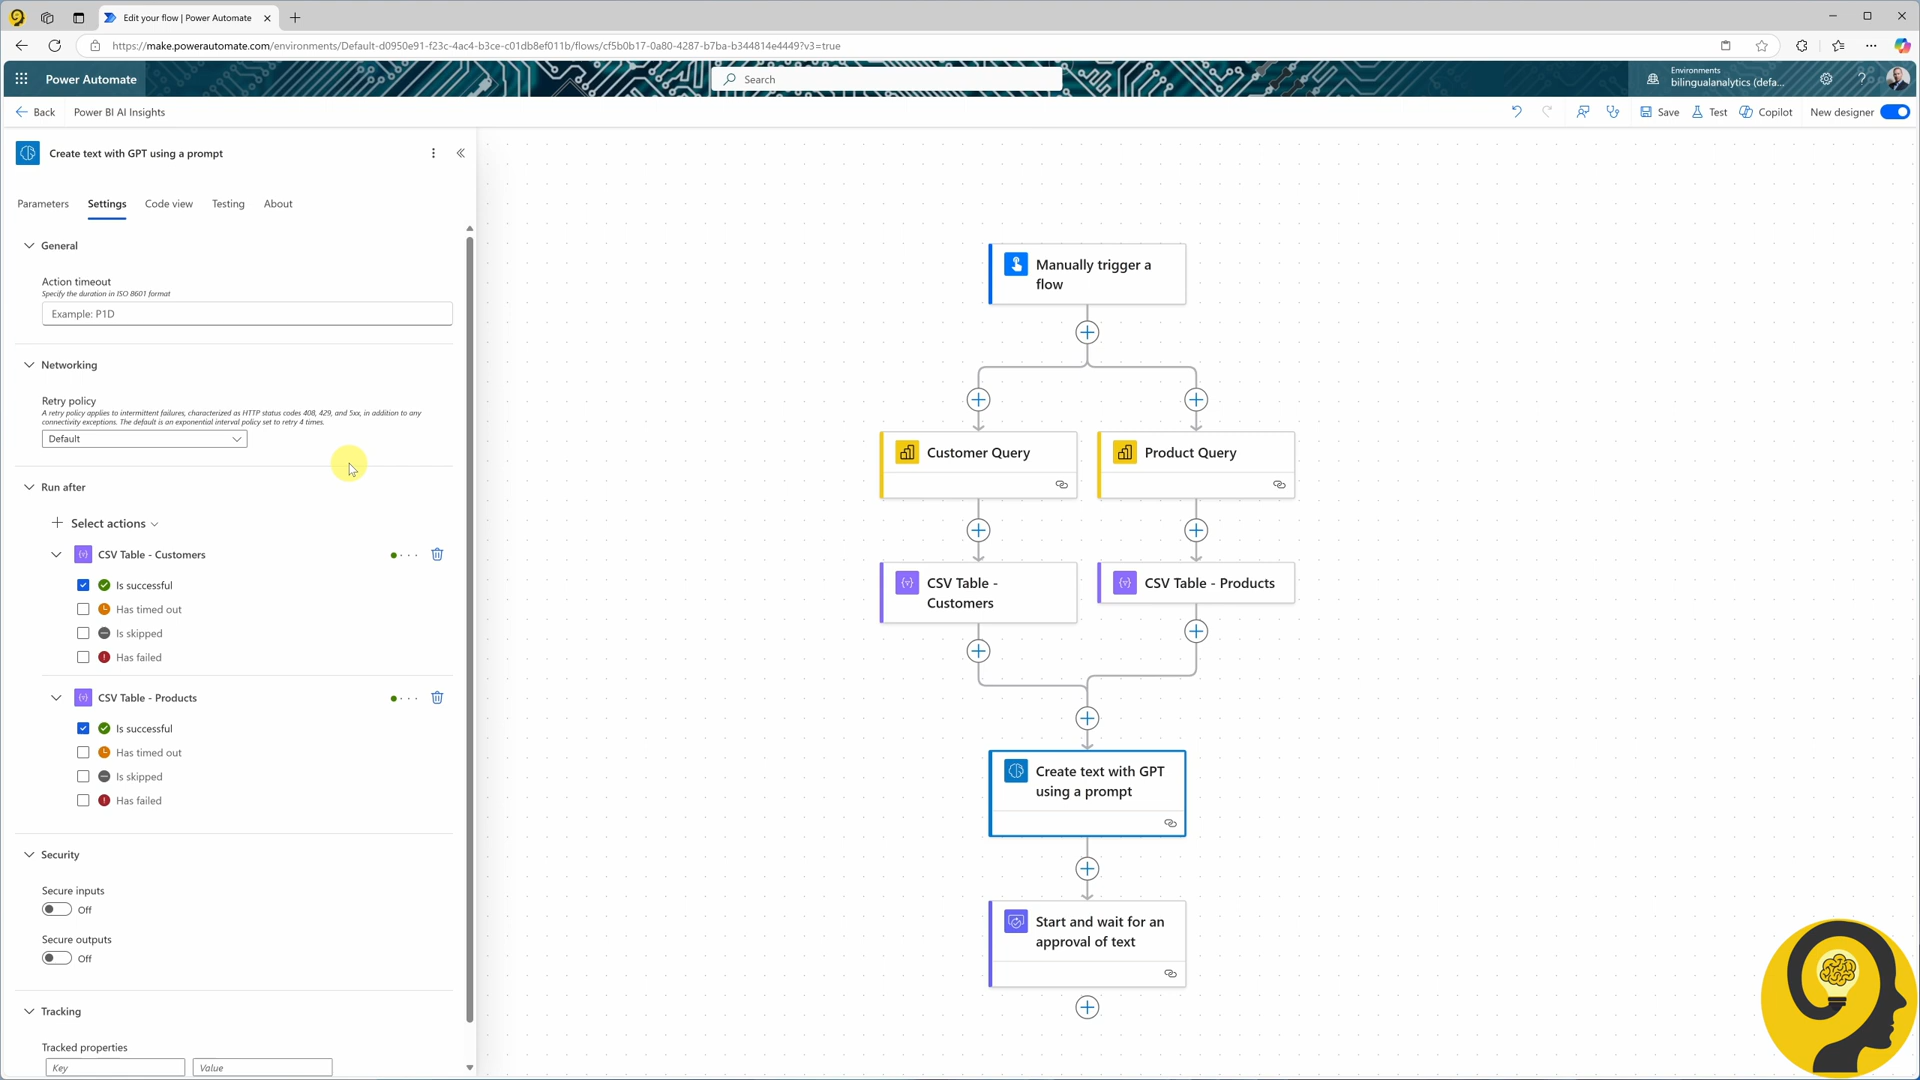 Edit your flow | Power Automate
https://make.powerautomate.com/environments/Default-d0950e91-f23c-4ac4-b3ce-c01db8ef011b/flows/cf5b0b17-0a80-4287-b7ba-b344814e4449?v3=true
Power Automate
Search
Environments
bilingualanalytics (defa...
Back
Power BI AI Insights
Save
Test
Copilot
New designer
Create text with GPT using a prompt
Parameters
Settings
Code view
Testing
About
General
Action timeout
Specify the duration in ISO 8601 format
Example: P1D
Networking
Retry policy
A retry policy applies to intermittent failures, characterized as HTTP status codes 408, 429, and 5xx, in addition to any
connectivity exceptions. The default is an exponential interval policy set to retry 4 times.
Default
Run after
Select actions
CSV Table - Customers
Is successful
Has timed out
Is skipped
Has failed
CSV Table - Products
Is successful
Has timed out
Is skipped
Has failed
Security
Secure inputs
Off
Secure outputs
Off
Tracking
Tracked properties
Key
Value
Manually trigger a
flow
Customer Query
Product Query
CSV Table -
Customers
CSV Table - Products
Create text with GPT
using a prompt
Start and wait for an
approval of text